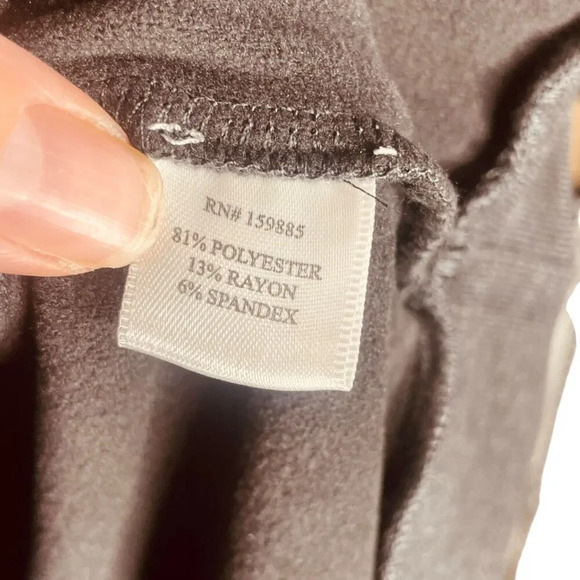 RN# 159885
81% POLYESTER
13% RAYON
6% SPANDEX